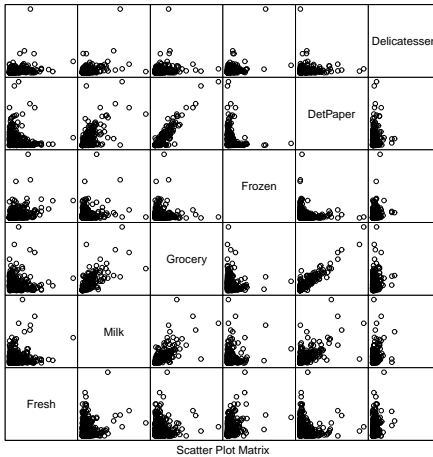 Delicatessen
DetPaper
Frozen
Grocery
Milk
Fresh
Scatter Plot Matrix